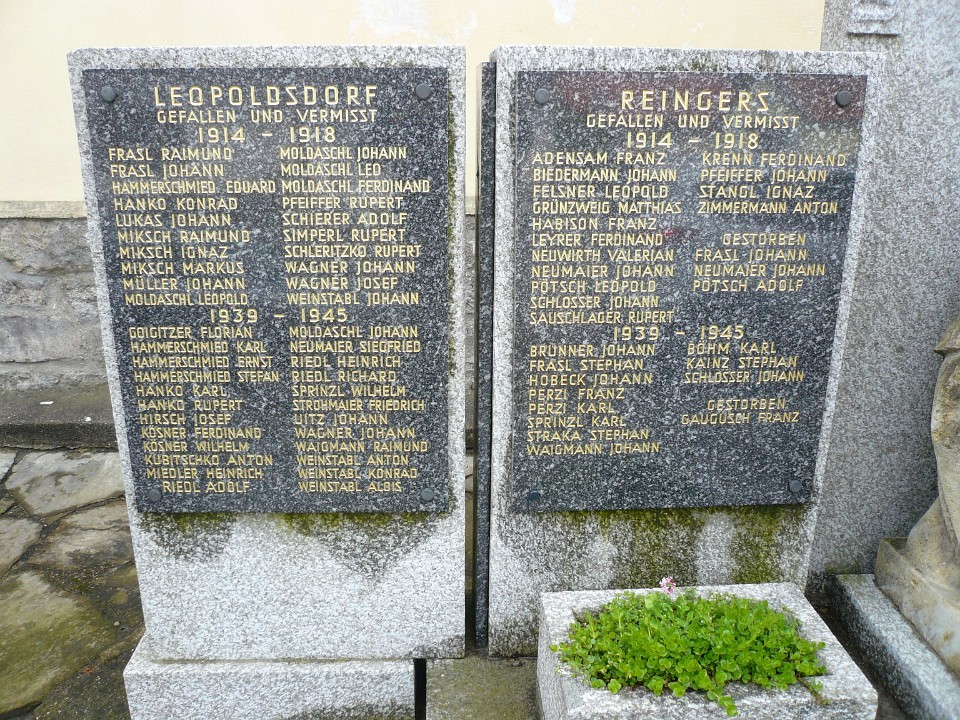 LEOPOLDSDORF
GEFALLEN UND VERMISST
1914 - 1918
FRASL RAIMUND MOLDASCHL JOHANN
FRASL JOHANN MOLDASCHL LEO
HAMMERSCHMIED EDUARD MOLDASCHL FERDINAND
HANKO KONRAD PFEIFFER RUPERT
LUKAS JOHANN SCHIERER ADOLF
MIKSCH RAIMUND SIMPERL RUPERT
MIKSCH IGNAZ SCHLERITZKO RUPERT
MIKSCH MARKUS WAGNER JOHANN
MÜLLER JOHANN WAGNER JOSEF
MOLDASCHL LEOPOLD WEINSTABL JOHANN
1939 - 1945
GOIGITZER FLORIAN MOLDASCHL JOHANN
HAMMERSCHMIED KARL NEUMAIER SIEGFRIED
HAMMERSCHMIED ERNST RIEDL HEINRICH
HAMMERSCHMIED STEFAN RIEDL RICHARD
HANKO KARL SPRINZL WILHELM
HANKO RUPERT STROHMAIER FRIEDRICH
HIRSCH JOSEF UITZ JOHANN
KÖSNER FERDINAND WAGNER JOHANN
KÖSNER WILHELM WAIGMANN RAIMUND
KUBITSCHKO ANTON WEINSTABL ANTON
MIEDLER HEINRICH WEINSTABL KONRAD
RIEDL ADOLF WEINSTABL ALOIS
REINGERS
GEFALLEN UND VERMISST
1914 - 1918
ADENSAM FRANZ KRENN FERDINAND
BIEDERMANN JOHANN PFEIFFER JOHANN
FELSNER LEOPOLD STANGL IGNAZ
GRÜNZWEIG MATTHIAS ZIMMERMANN ANTON
HABISON FRANZ
LEYRER FERDINAND GESTORBEN
NEUWIRTH VALERIAN FRASL JOHANN
NEUMAIER JOHANN NEUMAIER JOHANN
PÖTSCH LEOPOLD PÖTSCH ADOLF
SCHLOSSER JOHANN
SAUSCHLAGER RUPERT
1939 - 1945
BRUNNER JOHANN BÖHM KARL
FRASL STEPHAN KAINZ STEPHAN
HOBECK JOHANN SCHLOSSER JOHANN
PERZI FRANZ
PERZI KARL GESTORBEN
SPRINZL KARL GAUGUSCH FRANZ
STRAKA STEPHAN
WAIGMANN JOHANN